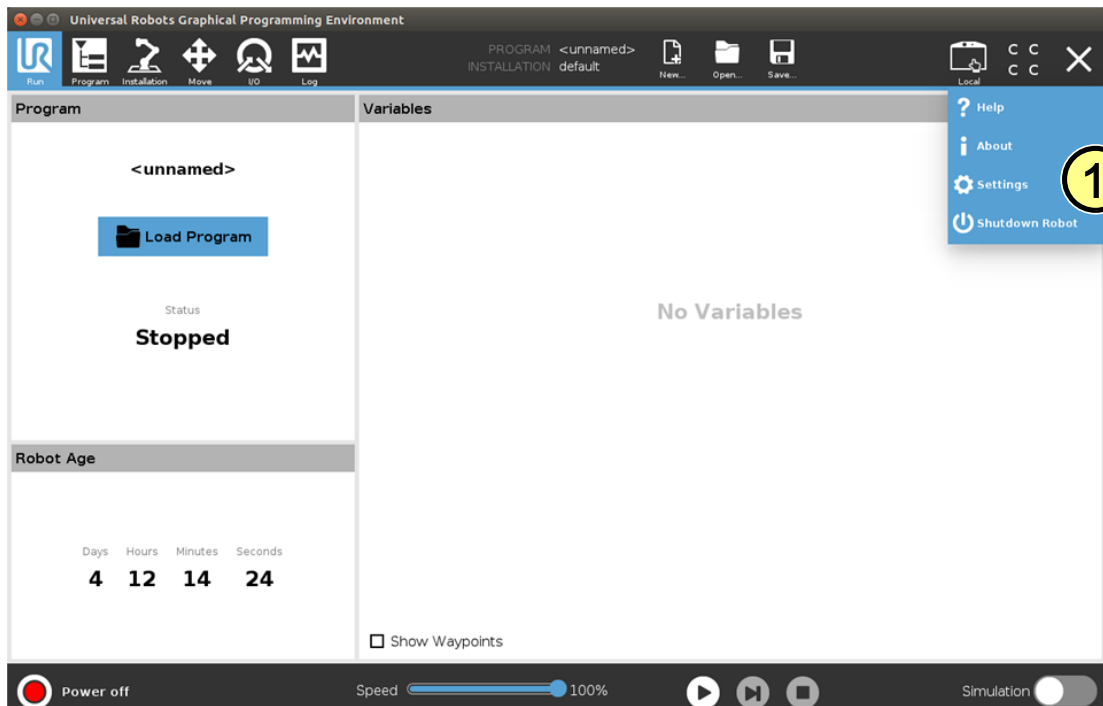 Universal Robots Graphical Programming Environment
UR
Run
Program
Installation
Move
I/O
Log
PROGRAM <unnamed>
INSTALLATION default
New...
Open...
Save...
Local
C C
C C
Program
<unnamed>
Load Program
Status
Stopped
Robot Age
Days Hours Minutes Seconds
4 12 14 24
Variables
No Variables
Show Waypoints
? Help
i About
Settings
Shutdown Robot
1
Power off
Speed 100%
Simulation